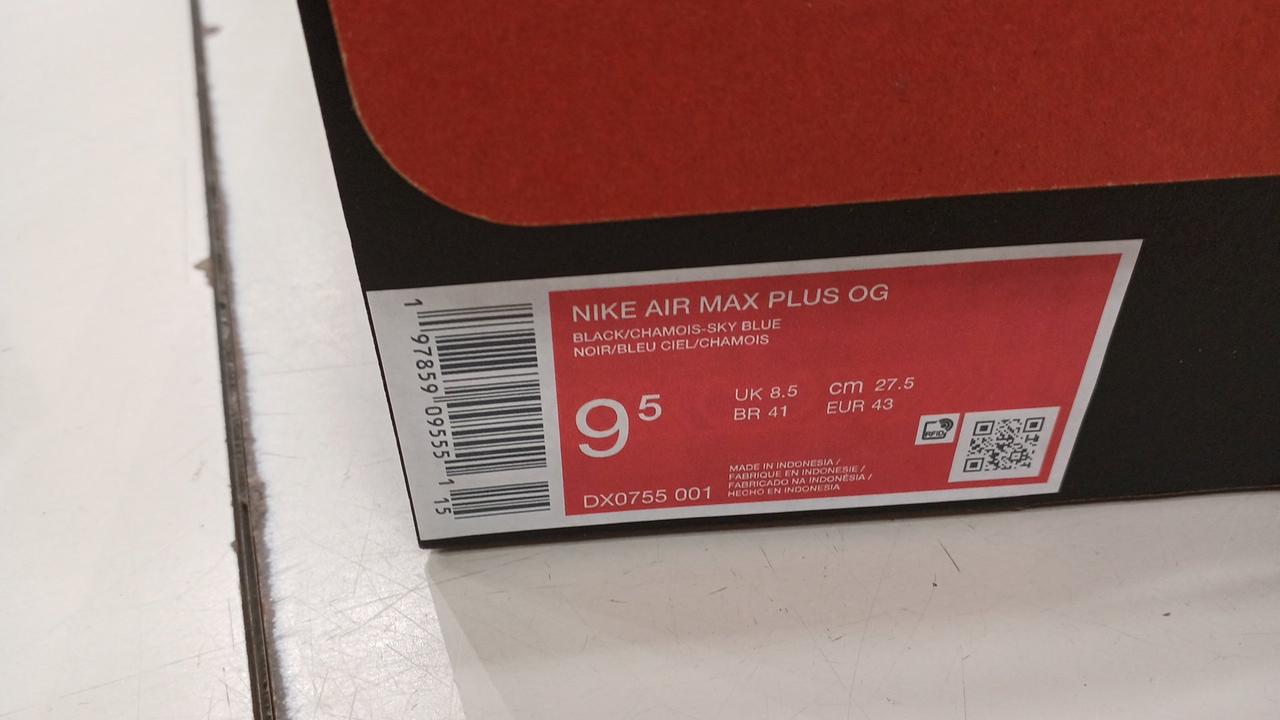 NIKE AIR MAX PLUS OG
BLACK/CHAMOIS-SKY BLUE
NOIR/BLEU CIEL/CHAMOIS
9⁵
UK 8.5 cm 27.5
BR 41 EUR 43
MADE IN INDONESIA /
FABRIQUE EN INDONESIE /
FABRICADO NA INDONÉSIA /
HECHO EN INDONESIA
DX0755 001
RFID
1 97859 09555 1 15